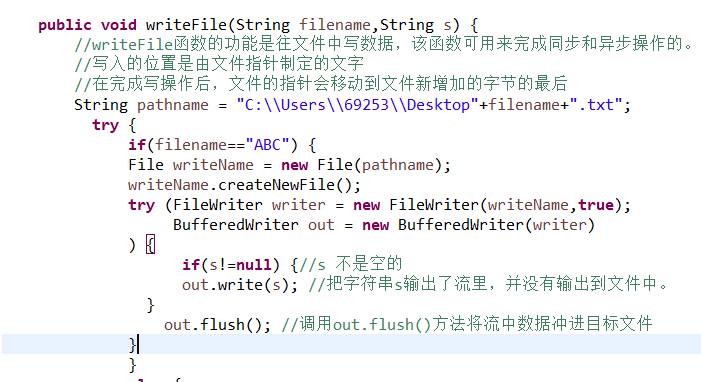 public void writeFile(String filename,String s) {
//writeFile函数的功能是往文件中写数据，该函数可用来完成同步和异步操作的。
//写入的位置是由文件指针制定的文字
//在完成写操作后，文件的指针会移动到文件新增加的字节的最后
String pathname = "C:\\Users\\69253\\Desktop"+filename+".txt";
try {
if(filename=="ABC") {
File writeName = new File(pathname);
writeName.createNewFile();
try (FileWriter writer = new FileWriter(writeName,true);
BufferedWriter out = new BufferedWriter(writer)
) {
if(s!=null) {//s 不是空的
out.write(s); //把字符串s输出了流里，并没有输出到文件中。
}
out.flush(); //调用out.flush()方法将流中数据冲进目标文件
}
}